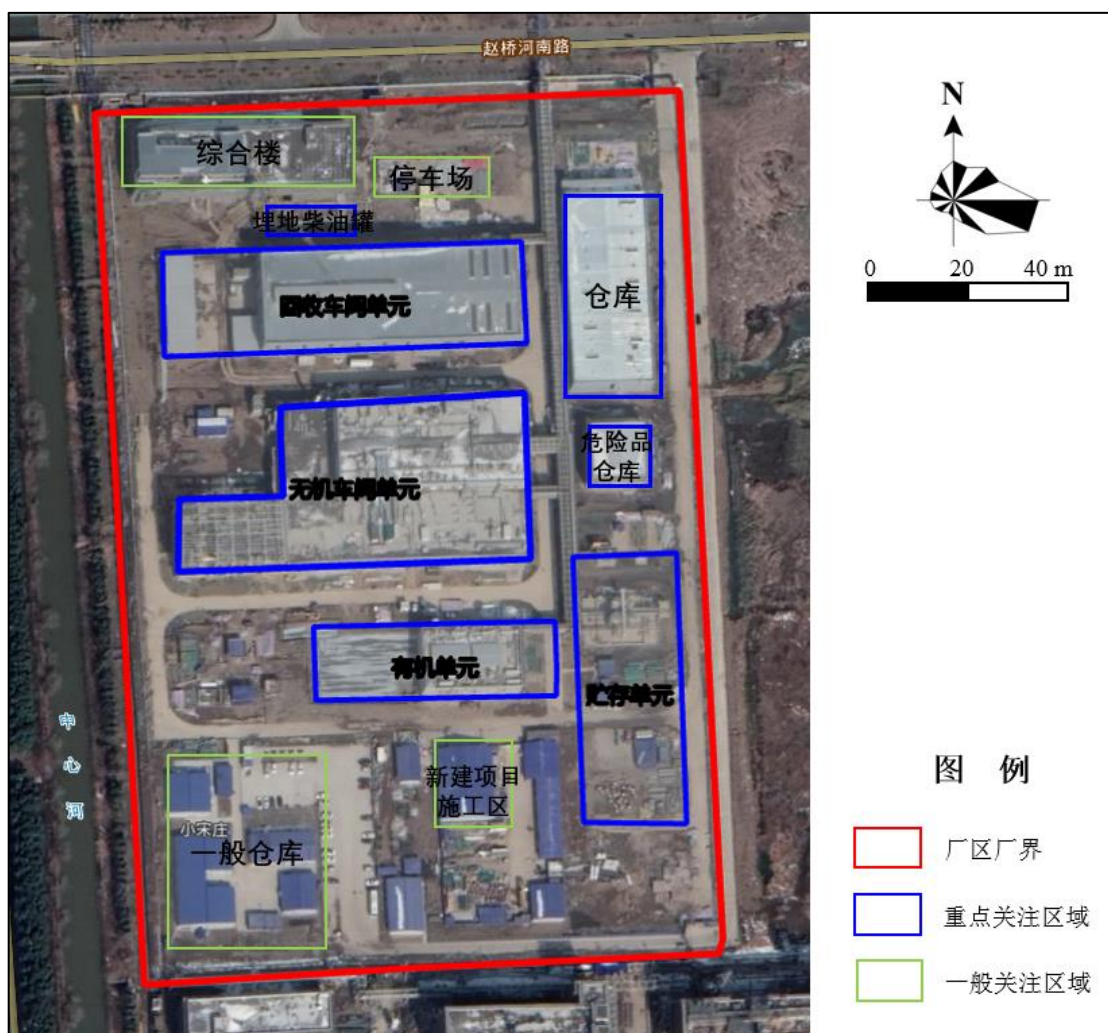 赵桥河南路
N
0 20 40 m
综合楼
停车场
埋地柴油罐
回收车间单元
仓库
危险品
仓库
无机车间单元
有机单元
贮存单元
中
心
河
新建项目
施工区
小宋庄
一般仓库
图 例
厂区厂界
重点关注区域
一般关注区域